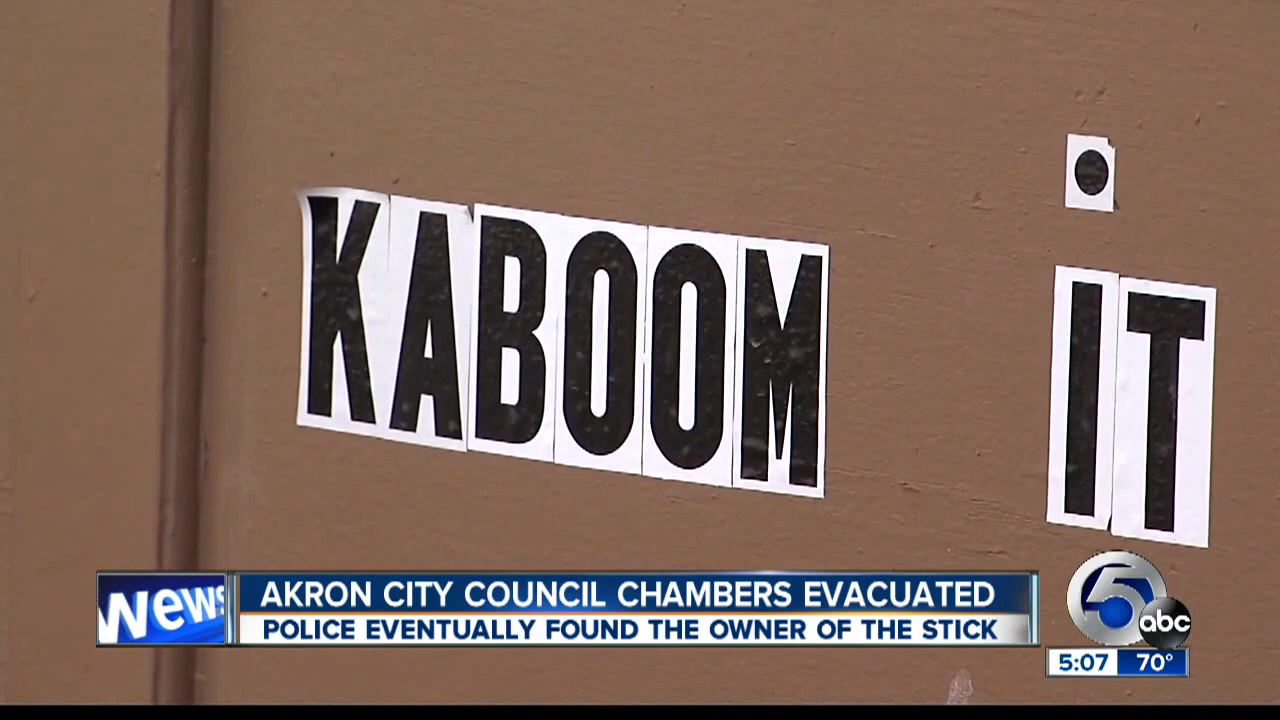 KABOOM
IT
News
AKRON CITY COUNCIL CHAMBERS EVACUATED
POLICE EVENTUALLY FOUND THE OWNER OF THE STICK
5
abc
5:07 70°